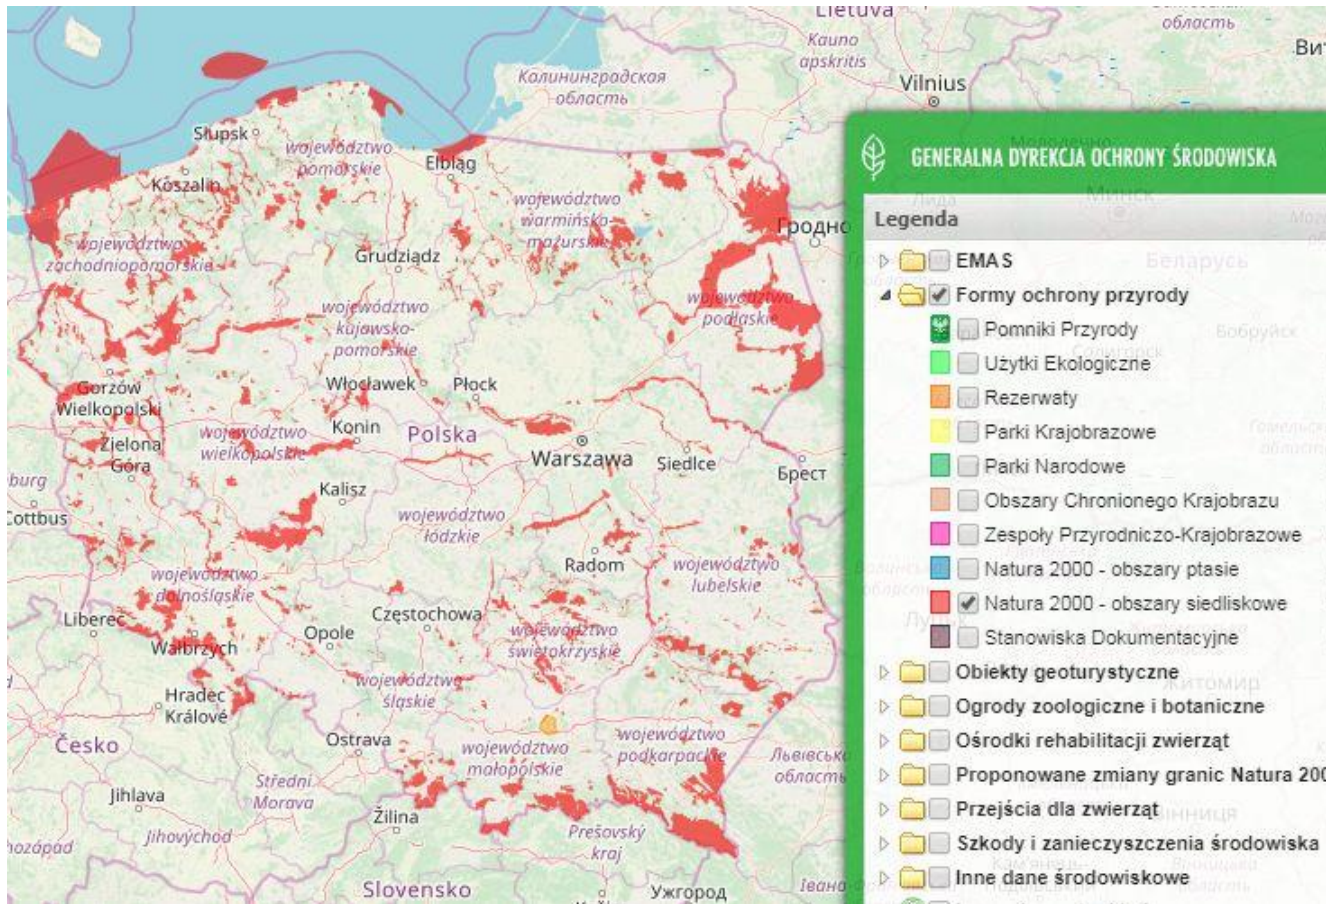 Lietuva
область
Kauno
apskritis
Калининградская
область
Vilnius
Słupsk
województwo
pomorskie
Elbląg
Koszalin
województwo
warmińsko-
mazurskie
Гродно
województwo
zachodniopomorskie
Grudziądz
województwo
podlaskie
województwo
kujawsko-
pomorskie
Gorzów
Wielkopolski
Włocławek
Płock
Zielona
Góra
województwo
wielkopolskie
Konin
Polska
Warszawa
Siedlce
Брест
Kalisz
Cottbus
województwo
łódzkie
Radom
województwo
lubelskie
województwo
dolnośląskie
Liberec
Częstochowa
Wałbrzych
Opole
województwo
świętokrzyskie
województwo
śląskie
Hradec
Králové
Česko
Ostrava
województwo
małopolskie
województwo
podkarpackie
Львівська
область
Střední
Morava
Jihlava
Žilina
Jihovýchod
Prešovský
kraj
Slovensko
Ужгород
GENERALNA DYREKCJA OCHRONY ŚRODOWISKA
Минск
Legenda
EMAS
Беларусь
Formy ochrony przyrody
Pomniki Przyrody
Бобруйск
Użytki Ekologiczne
Rezerwaty
Parki Krajobrazowe
Parki Narodowe
Obszary Chronionego Krajobrazu
Zespoły Przyrodniczo-Krajobrazowe
Natura 2000 - obszary ptasie
Natura 2000 - obszary siedliskowe
Stanowiska Dokumentacyjne
Obiekty geoturystyczne
Житомир
Ogrody zoologiczne i botaniczne
Ośrodki rehabilitacji zwierząt
Proponowane zmiany granic Natura 200
Przejścia dla zwierząt
Szkody i zanieczyszczenia środowiska
Inne dane środowiskowe